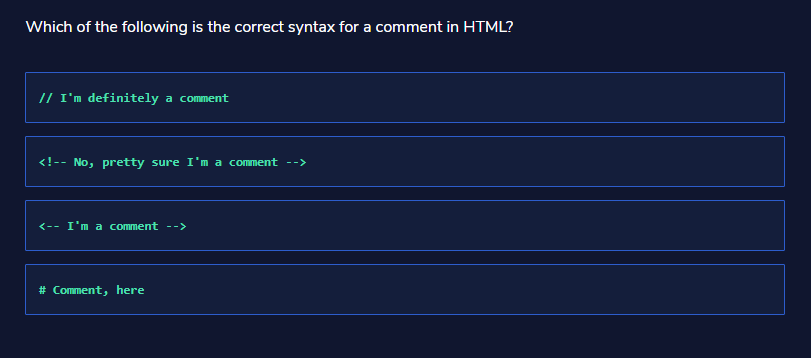 Which of the following is the correct syntax for a comment in HTML?
// I'm definitely a comment
<!-- No, pretty sure I'm a comment -->
<-- I'm a comment -->
# Comment, here